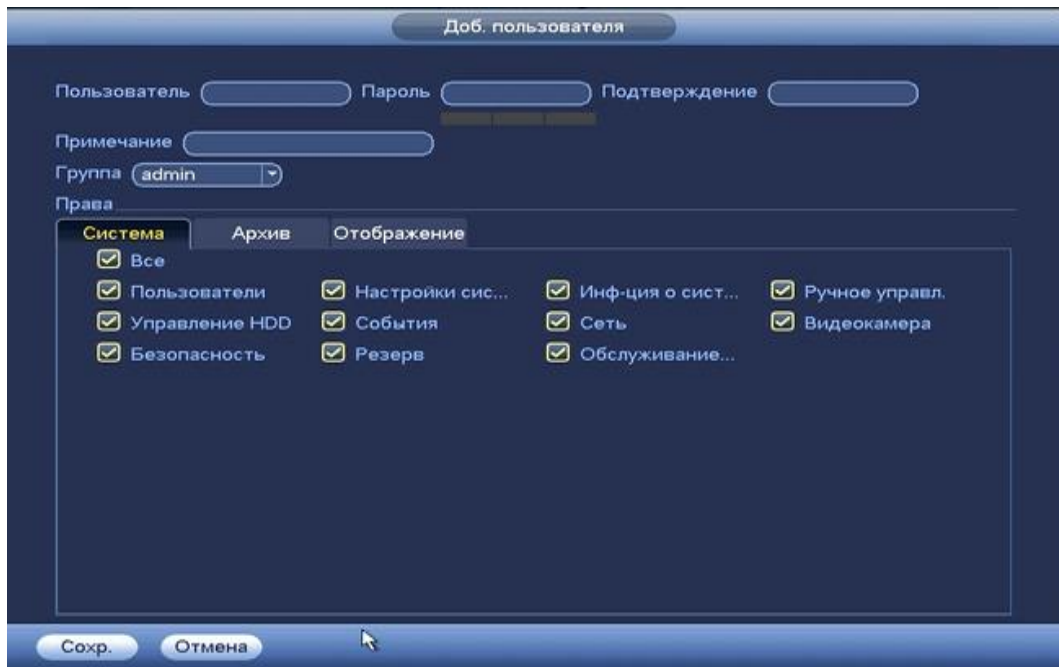 Доб. пользователя
Пользователь Пароль Подтверждение
Примечание
Группа admin
Права
Система Архив Отображение
Все
Пользователи Настройки сис... Инф-ция о сист... Ручное управл.
Управление HDD События Сеть Видеокамера
Безопасность Резерв Обслуживание...
Сохр. Отмена